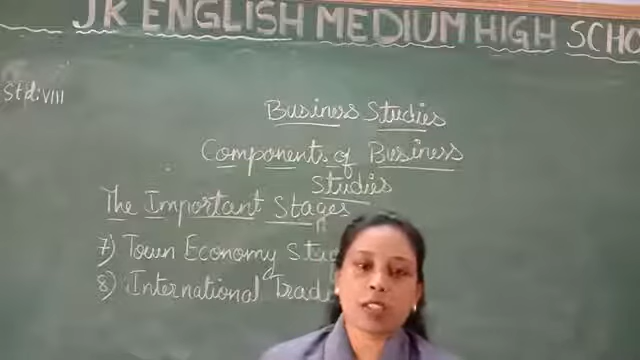 JK ENGLISH MEDIUM HIGH SCHO
Std:VIII
Business Studies
Components of Business
Studies
The Important Stages
7) Town Economy
8) International